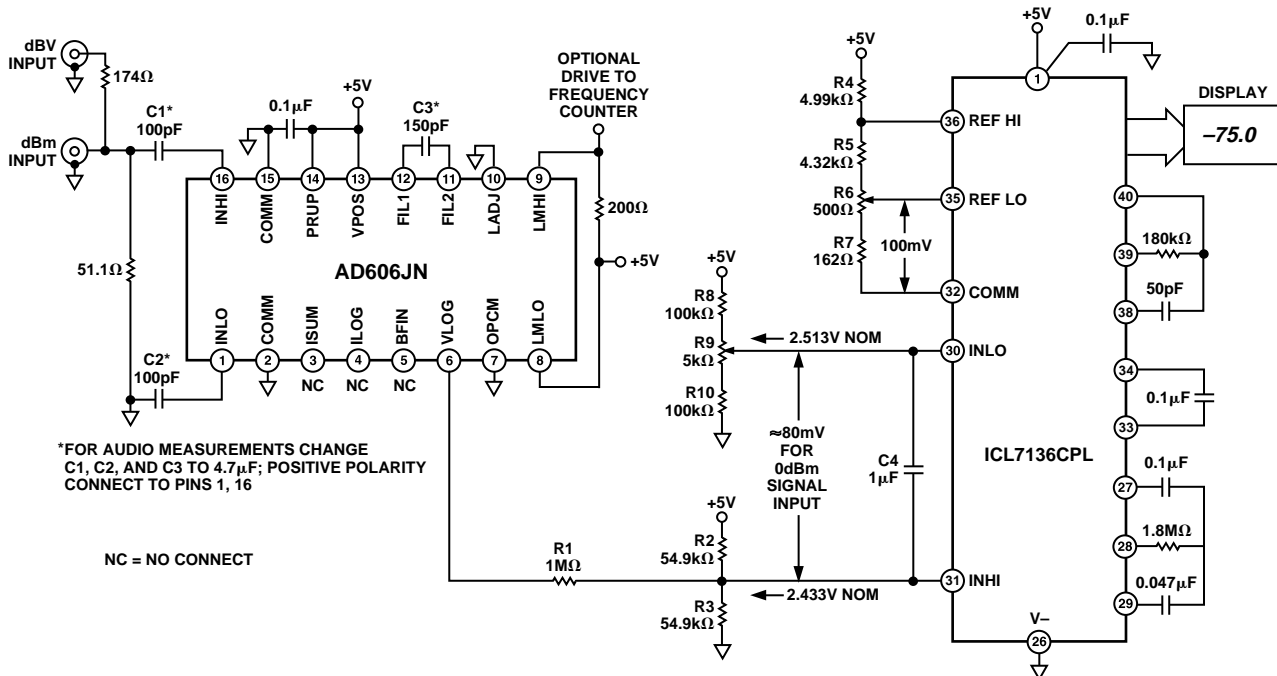 dBV
INPUT
174Ω
dBm
INPUT
C1*
100pF
51.1Ω
C2*
100pF
0.1µF
+5V
C3*
150pF
OPTIONAL
DRIVE TO
FREQUENCY
COUNTER
16
15
14
13
12
11
10
9
INHI
COMM
PRUP
VPOS
FIL1
FIL2
LADJ
LMHI
AD606JN
INLO
COMM
ISUM
ILOG
BFIN
VLOG
OPCM
LMLO
1
2
3
4
5
6
7
8
NC
NC
NC
200Ω
+5V
*FOR AUDIO MEASUREMENTS CHANGE
C1, C2, AND C3 TO 4.7µF; POSITIVE POLARITY
CONNECT TO PINS 1, 16
NC = NO CONNECT
R1
1MΩ
+5V
R2
54.9kΩ
R3
54.9kΩ
2.433V NOM
+5V
R8
100kΩ
R9
5kΩ
R10
100kΩ
2.513V NOM
≈80mV
FOR
0dBm
SIGNAL
INPUT
C4
1µF
+5V
R4
4.99kΩ
R5
4.32kΩ
R6
500Ω
R7
162Ω
100mV
+5V
0.1µF
1
36 REF HI
35 REF LO
32 COMM
30 INLO
31 INHI
V–
26
ICL7136CPL
DISPLAY
–75.0
40
39
180kΩ
50pF
38
34
0.1µF
33
0.1µF
27
28
1.8MΩ
0.047µF
29